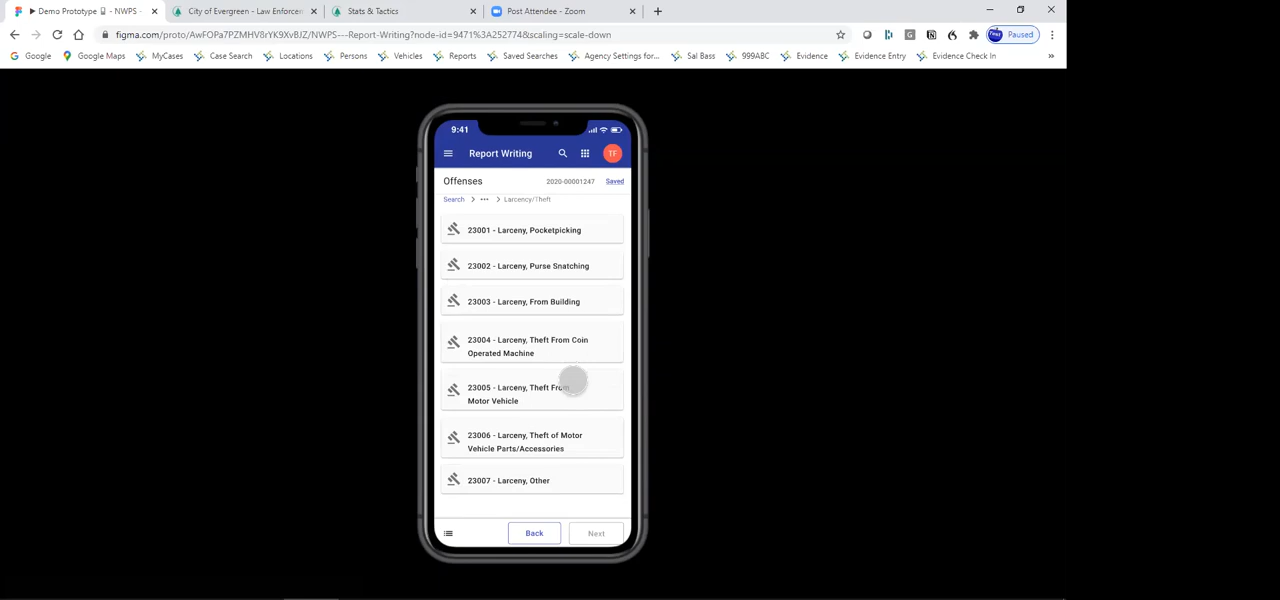 Demo Prototype - NWPS -
City of Evergreen - Law Enforcem
Stats & Tactics
Post Attendee - Zoom
figma.com/proto/AwFOPa7PZMHV8rYK9XvBJZ/NWPS---Report-Writing?node-id=9471%3A252774&scaling=scale-down
Paused
Google
Google Maps
MyCases
Case Search
Locations
Persons
Vehicles
Reports
Saved Searches
Agency Settings for...
Sal Bass
999ABC
Evidence
Evidence Entry
Evidence Check In
9:41
Report Writing
TF
Offenses
2020-00001247
Saved
Search > ••• > Larcency/Theft
23001 - Larceny, Pocketpicking
23002 - Larceny, Purse Snatching
23003 - Larceny, From Building
23004 - Larceny, Theft From Coin
Operated Machine
23005 - Larceny, Theft From
Motor Vehicle
23006 - Larceny, Theft of Motor
Vehicle Parts/Accessories
23007 - Larceny, Other
Back
Next